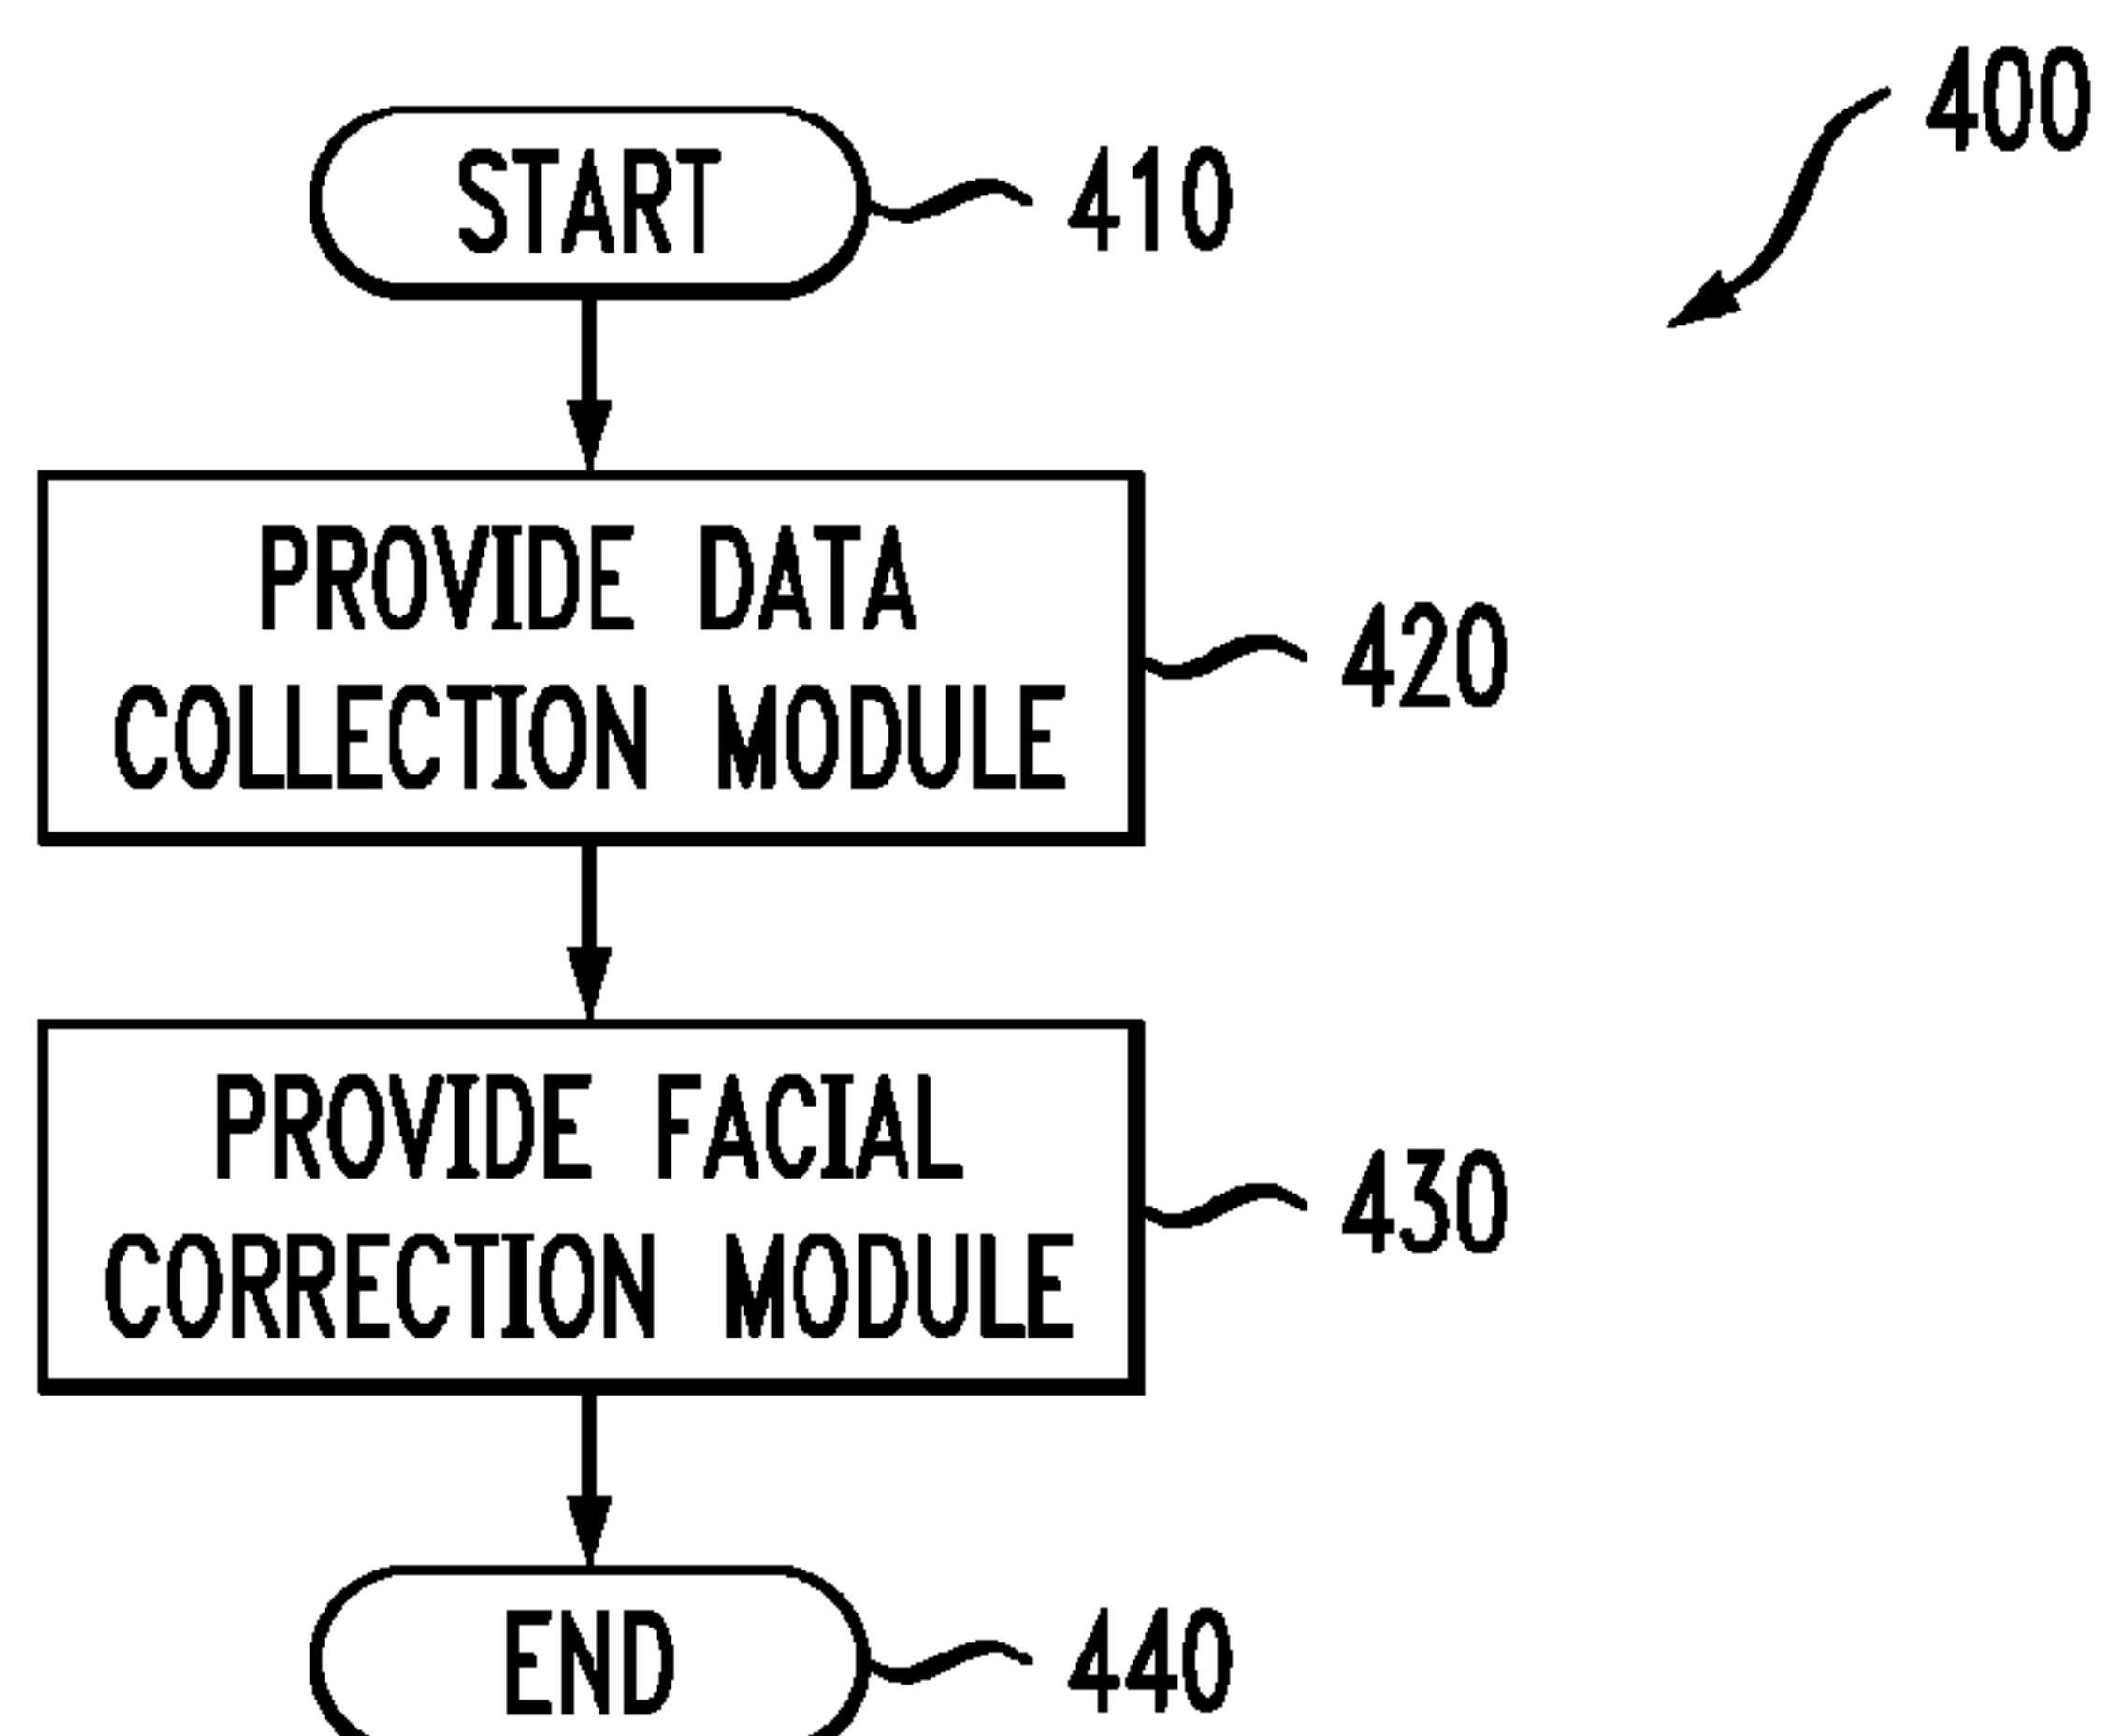 400
START
410
PROVIDE DATA
COLLECTION MODULE
420
PROVIDE FACIAL
CORRECTION MODULE
430
END
440